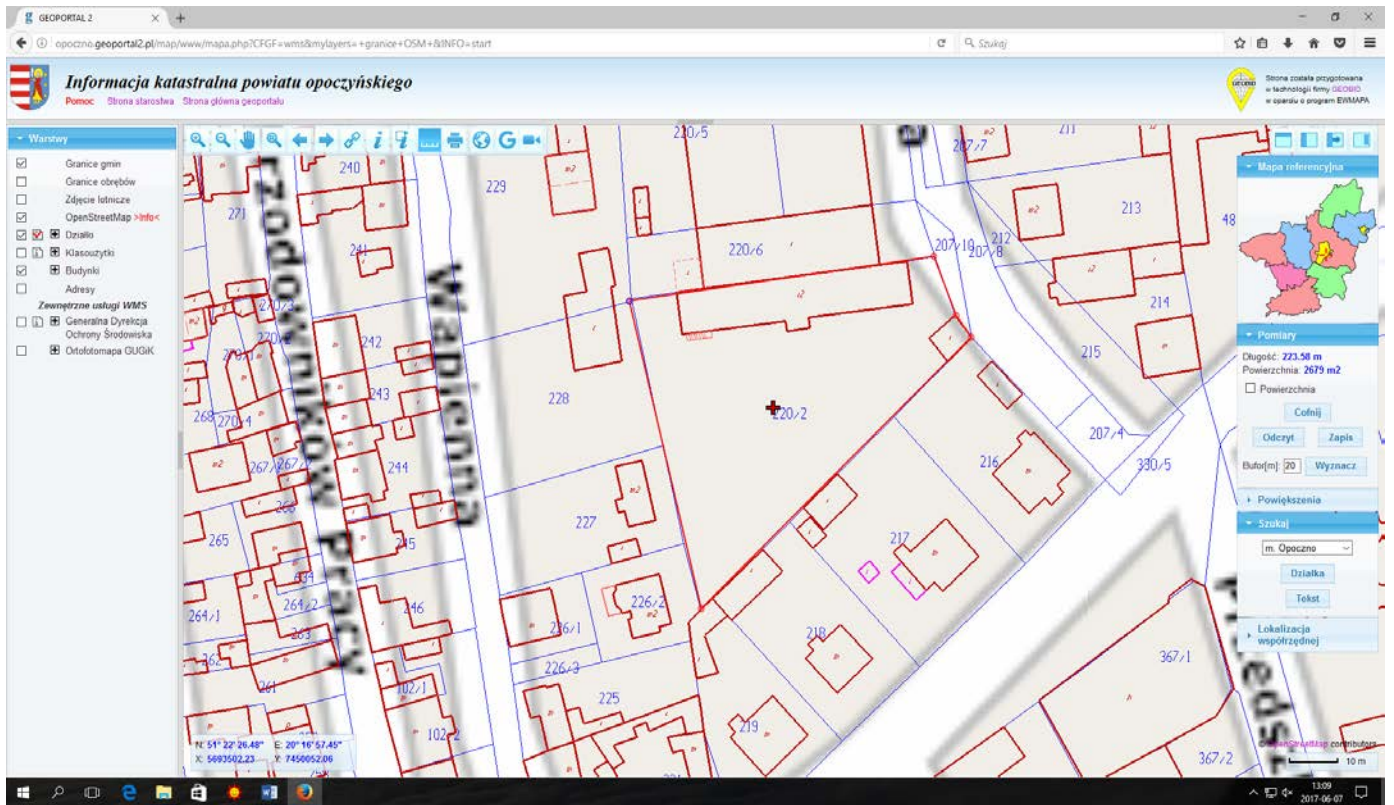 GEOPORTAL 2
opoczno.geoportal2.pl/map/www/mapa.php?CFGF=wms&mylayers=+granice+OSM+&INFO=start
Szukaj
Informacja katastralna powiatu opoczyńskiego
Pomoc Strona starostwa Strona główna geoportalu
Strona została przygotowana
w technologii firmy GEOBID
w oparciu o program EWMAPA
Warstwy
Granice gmin
Granice obrębów
Zdjęcie lotnicze
OpenStreetMap >Info<
Działki
Klasoużytki
Budynki
Adresy
Zewnętrzne usługi WMS
Generalna Dyrekcja
Ochrony Środowiska
Ortofotomapa GUGiK
220/5
207/7
211
240
229
271
213
48
241
220/6
207/10
207/8
212
214
270/3
270/2
270/1
242
215
243
228
268
270/4
220/2
207/4
330/5
267/2
244
216
266
227
217
265
245
634
264/2
264/1
263
246
226/2
226/1
218
262
226/3
367/1
261
102/1
225
219
367/2
Wapienna
rzodowników Pracy
Mapa referencyjna
Pomiary
Długość: 223.58 m
Powierzchnia: 2679 m2
Powierzchnia
Cofnij
Odczyt Zapis
Bufor[m]: 20 Wyznacz
Powiększenia
Szukaj
m. Opoczno
Działka
Tekst
Lokalizacja
współrzędnej
N: 51° 22' 26.48" E: 20° 16' 57.45"
X: 5693502.23 Y: 7450052.06
© OpenStreetMap contributors
10 m
13:09
2017-06-07